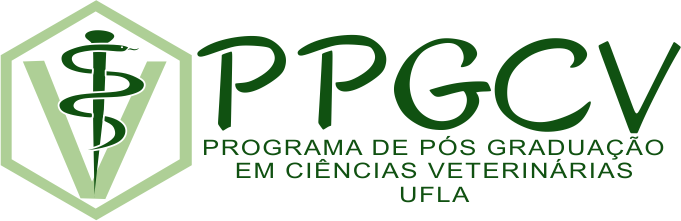 V
PPGCV
PROGRAMA DE PÓS GRADUAÇÃO
EM CIÊNCIAS VETERINÁRIAS
UFLA